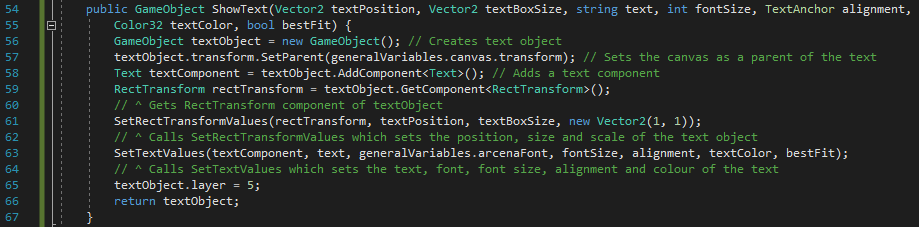 54 public GameObject ShowText(Vector2 textPosition, Vector2 textBoxSize, string text, int fontSize, TextAnchor alignment,
55 Color32 textColor, bool bestFit) {
56 GameObject textObject = new GameObject(); // Creates text object
57 textObject.transform.SetParent(generalVariables.canvas.transform); // Sets the canvas as a parent of the text
58 Text textComponent = textObject.AddComponent<Text>(); // Adds a text component
59 RectTransform rectTransform = textObject.GetComponent<RectTransform>();
60 // ^ Gets RectTransform component of textObject
61 SetRectTransformValues(rectTransform, textPosition, textBoxSize, new Vector2(1, 1));
62 // ^ Calls SetRectTransformValues which sets the position, size and scale of the text object
63 SetTextValues(textComponent, text, generalVariables.arcenaFont, fontSize, alignment, textColor, bestFit);
64 // ^ Calls SetTextValues which sets the text, font, font size, alignment and colour of the text
65 textObject.layer = 5;
66 return textObject;
67 }